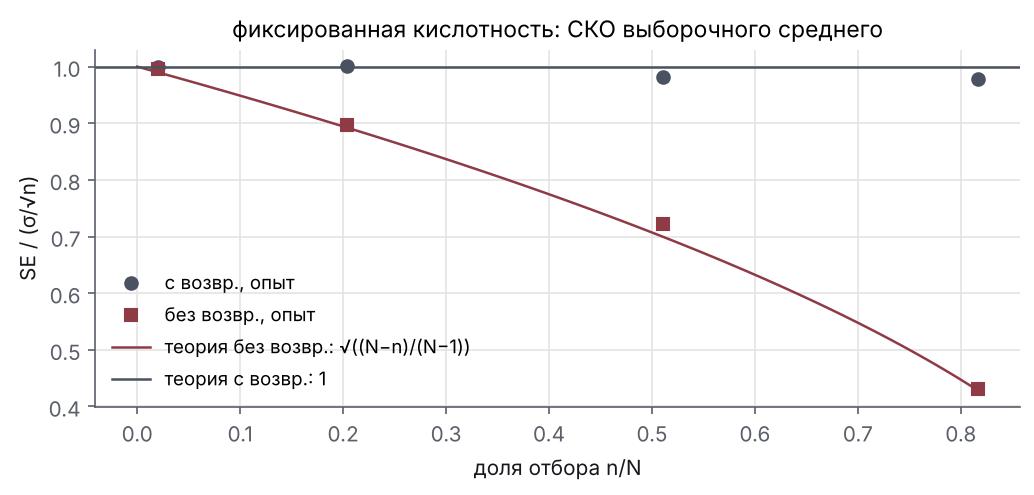 фиксированная кислотность: СКО выборочного среднего
SE / (σ/√n)
1.0
0.9
0.8
0.7
0.6
0.5
0.4
с возвр., опыт
без возвр., опыт
теория без возвр.: √((N−n)/(N−1))
теория с возвр.: 1
0.0 0.1 0.2 0.3 0.4 0.5 0.6 0.7 0.8
доля отбора n/N